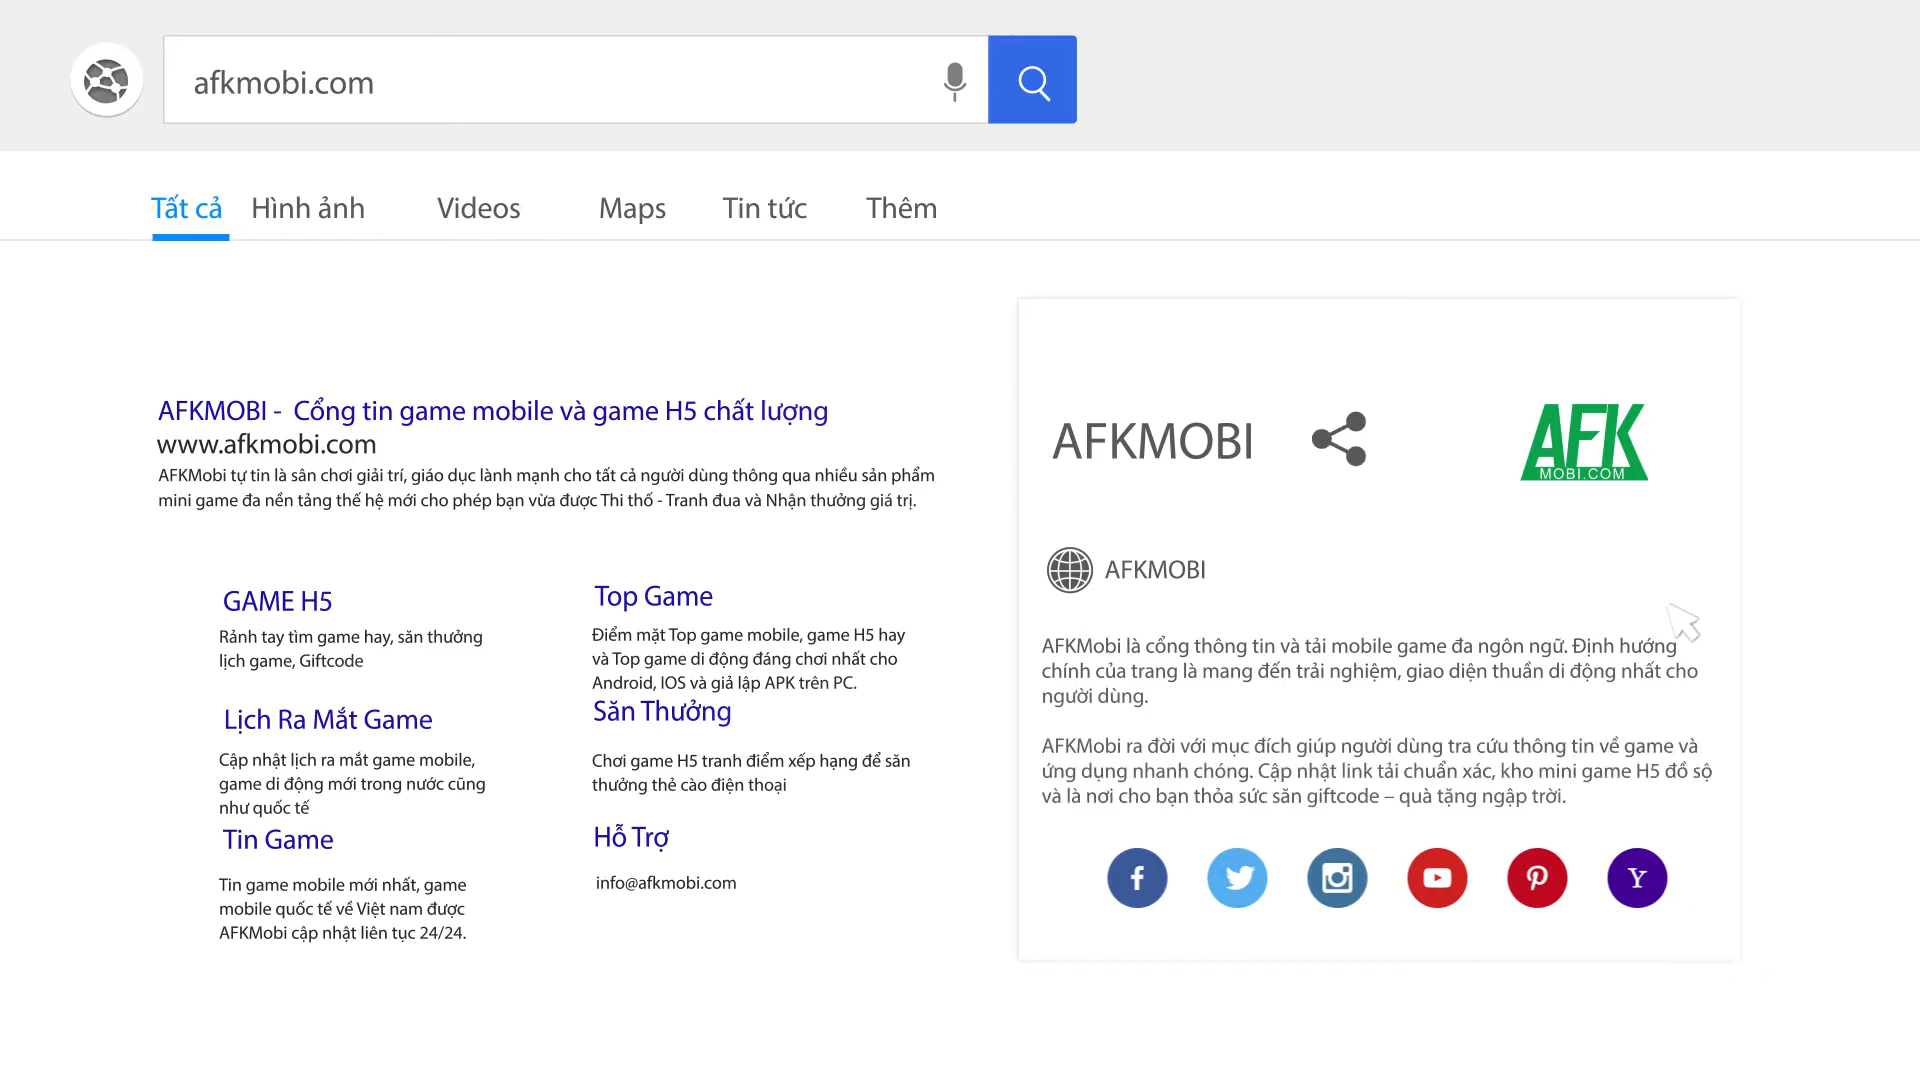 afkmobi.com
Tất cả
Hình ảnh
Videos
Maps
Tin tức
Thêm
AFKMOBI - Cổng tin game mobile và game H5 chất lượng
www.afkmobi.com
AFKMobi tự tin là sân chơi giải trí, giáo dục lành mạnh cho tất cả người dùng thông qua nhiều sản phẩm
mini game đa nền tảng thế hệ mới cho phép bạn vừa được Thi thố - Tranh đua và Nhận thưởng giá trị.
GAME H5
Rảnh tay tìm game hay, săn thưởng
lịch game, Giftcode
Lịch Ra Mắt Game
Cập nhật lịch ra mắt game mobile,
game di động mới trong nước cũng
như quốc tế
Tin Game
Tin game mobile mới nhất, game
mobile quốc tế về Việt nam được
AFKMobi cập nhật liên tục 24/24.
Top Game
Điểm mặt Top game mobile, game H5 hay
và Top game di động đáng chơi nhất cho
Android, IOS và giả lập APK trên PC.
Săn Thưởng
Chơi game H5 tranh điểm xếp hạng để săn
thưởng thẻ cào điện thoại
Hỗ Trợ
info@afkmobi.com
AFKMOBI
AFK
MOBI.COM
AFKMOBI
AFKMobi là cổng thông tin và tải mobile game đa ngôn ngữ. Định hướng
chính của trang là mang đến trải nghiệm, giao diện thuần di động nhất cho
người dùng.
AFKMobi ra đời với mục đích giúp người dùng tra cứu thông tin về game và
ứng dụng nhanh chóng. Cập nhật link tải chuẩn xác, kho mini game H5 đồ sộ
và là nơi cho bạn thỏa sức săn giftcode – quà tặng ngập trời.